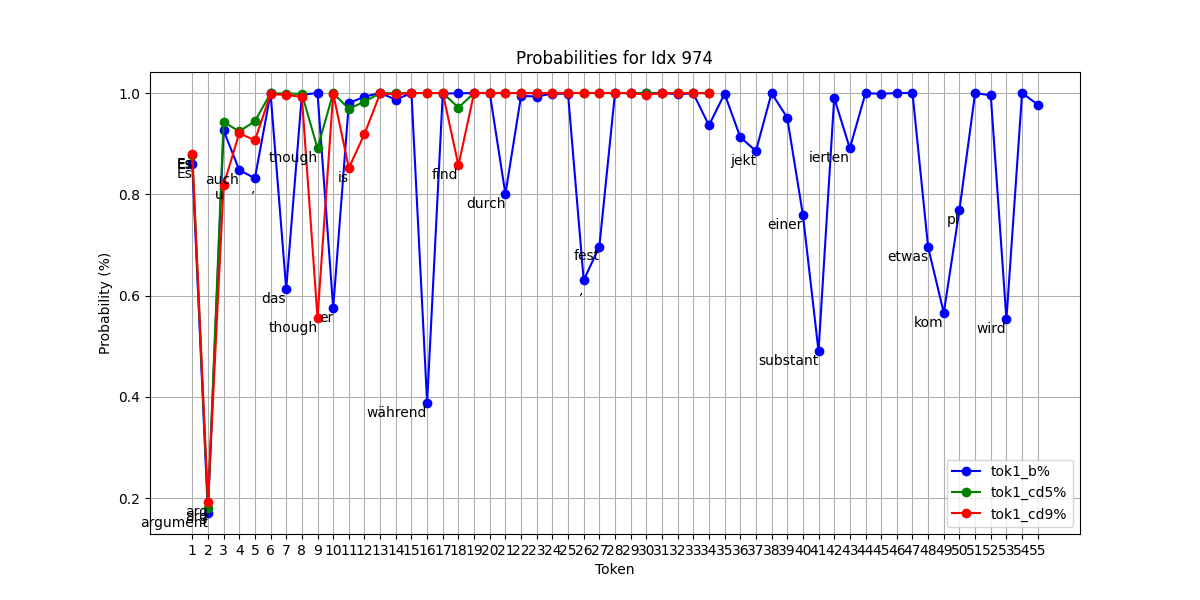 Probabilities for Idx 974
Probability (%)
1.0
0.8
0.6
0.4
0.2
Es
Es
auch
u
,
das
though
though
er
is
während
find
durch
fest
,
jekt
einer
substant
ierten
etwas
kom
pl
wird
arg
argument
1 2 3 4 5 6 7 8 9 10 11 12 13 14 15 16 17 18 19 20 21 22 23 24 25 26 27 28 29 30 31 32 33 34 35 36 37 38 39 40 41 42 43 44 45 46 47 48 49 50 51 52 53 54 55
Token
tok1_b%
tok1_cd5%
tok1_cd9%